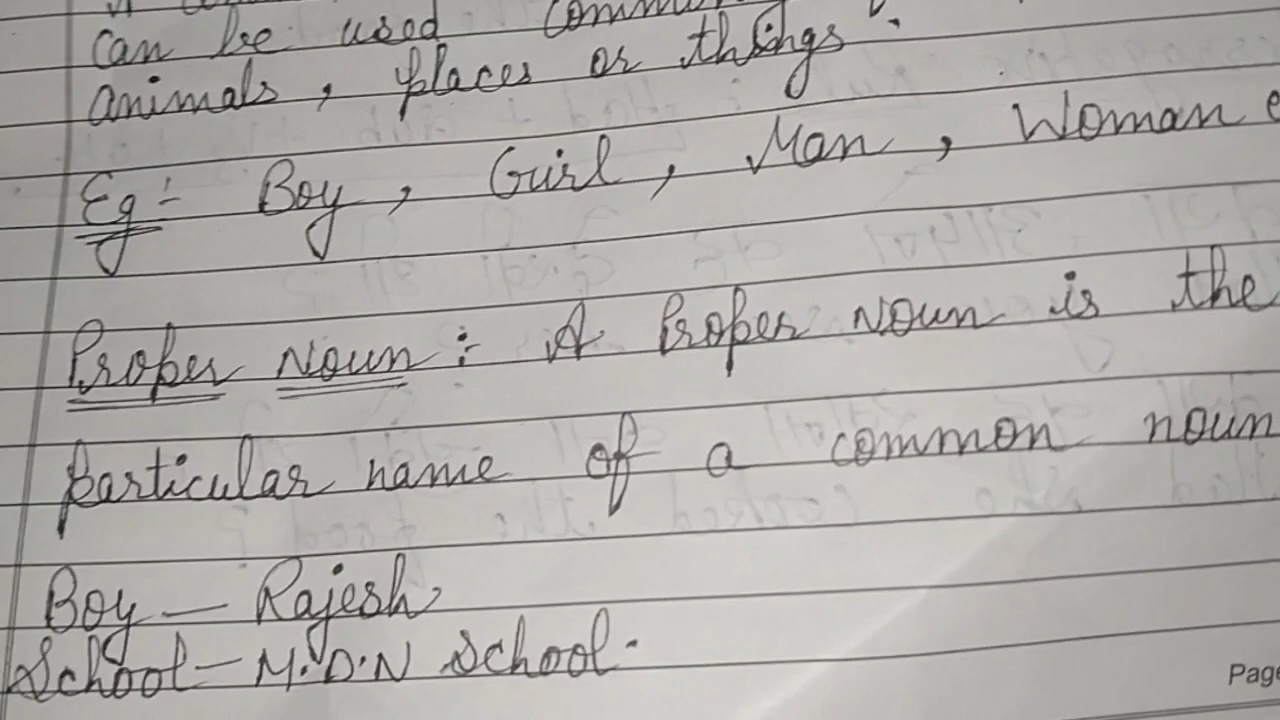 can be used
animals, places or things.
Eg:- Boy, Girl, Man, Woman
Proper Noun :- A Proper Noun is the
particular name of a common noun
Boy — Rajesh,
School — M.D.N School.
Page